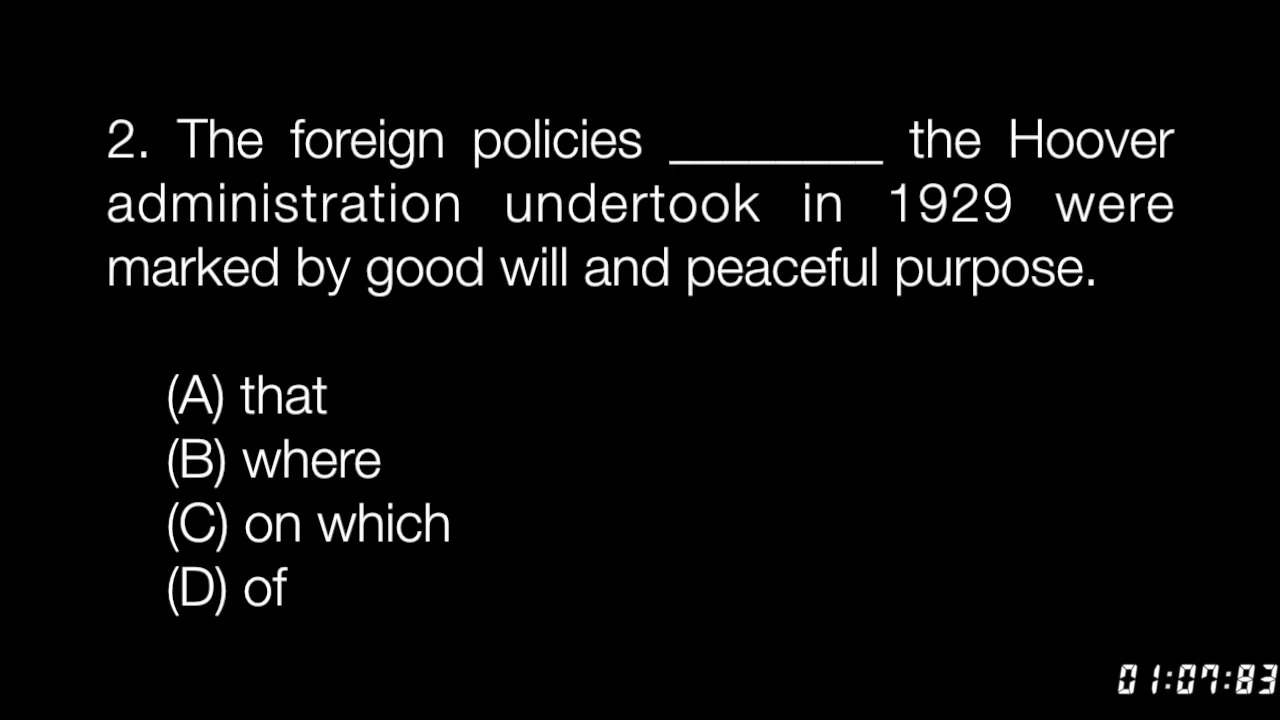 2. The foreign policies ________ the Hoover
administration undertook in 1929 were
marked by good will and peaceful purpose.
(A) that
(B) where
(C) on which
(D) of
01:07:83